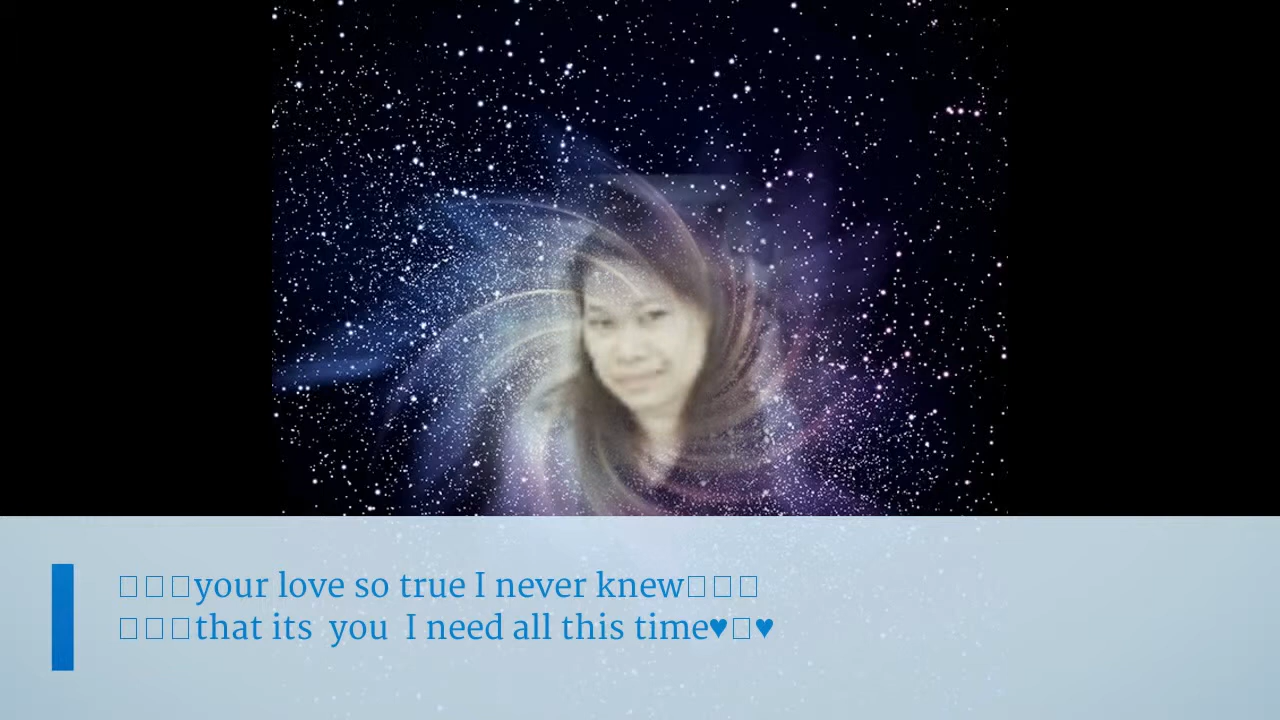 □□□your love so true I never knew□□□
□□□that its  you  I need all this time♥□♥